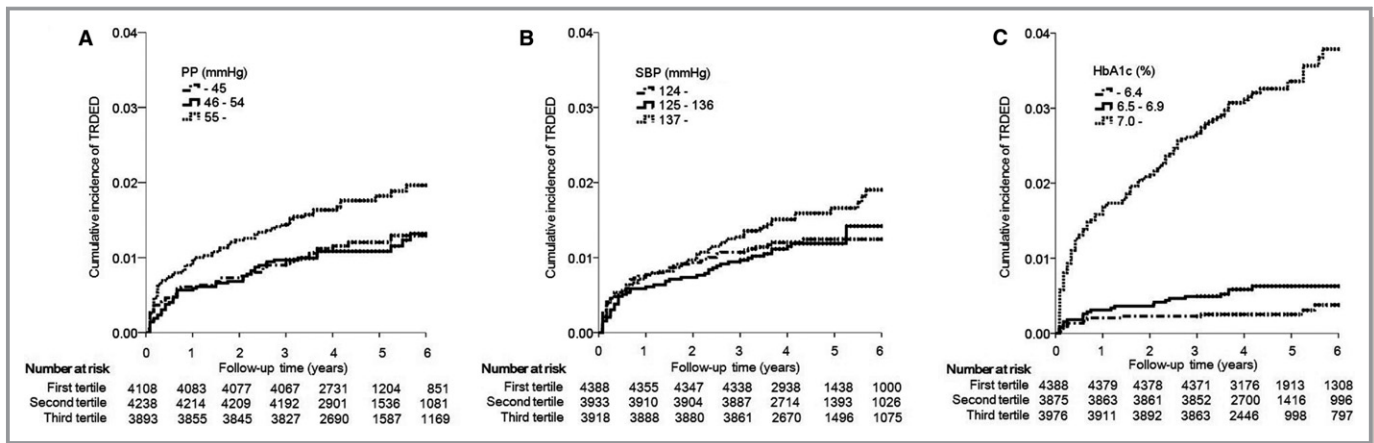 A
Cumulative incidence of TRDED
0.04
0.03
0.02
0.01
0.00
PP (mmHg)
- 45
46 - 54
55 -
0 1 2 3 4 5 6
Follow-up time (years)
Number at risk
First tertile 4108 4083 4077 4067 2731 1204 851
Second tertile 4238 4214 4209 4192 2901 1536 1081
Third tertile 3893 3855 3845 3827 2690 1587 1169
B
Cumulative incidence of TRDED
0.04
0.03
0.02
0.01
0.00
SBP (mmHg)
124 -
125 - 136
137 -
0 1 2 3 4 5 6
Follow-up time (years)
Number at risk
First tertile 4388 4355 4347 4338 2938 1438 1000
Second tertile 3933 3910 3904 3887 2714 1393 1026
Third tertile 3918 3888 3880 3861 2670 1496 1075
C
Cumulative incidence of TRDED
0.04
0.03
0.02
0.01
0.00
HbA1c (%)
- 6.4
6.5 - 6.9
7.0 -
0 1 2 3 4 5 6
Follow-up time (years)
Number at risk
First tertile 4388 4379 4378 4371 3176 1913 1308
Second tertile 3875 3863 3861 3852 2700 1416 996
Third tertile 3976 3911 3892 3863 2446 998 797